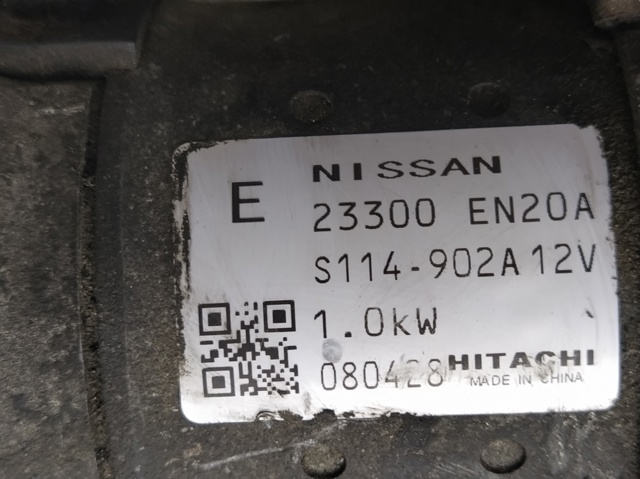 NISSAN
E 23300 EN20A
S114-902A 12V
1.0kW
080428 HITACHI
MADE IN CHINA